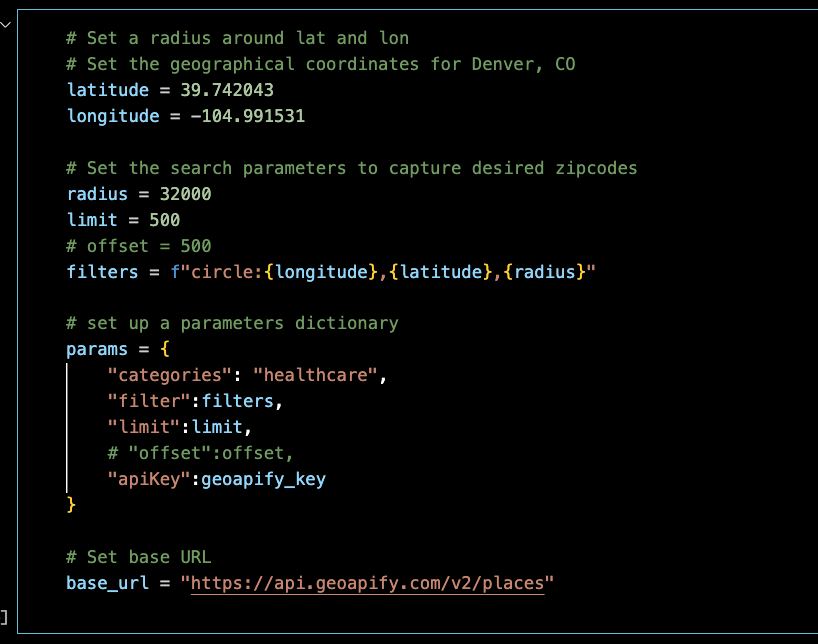 # Set a radius around lat and lon
# Set the geographical coordinates for Denver, CO
latitude = 39.742043
longitude = -104.991531
# Set the search parameters to capture desired zipcodes
radius = 32000
limit = 500
# offset = 500
filters = f"circle:{longitude},{latitude},{radius}"
# set up a parameters dictionary
params = {
    "categories": "healthcare",
    "filter":filters,
    "limit":limit,
    # "offset":offset,
    "apiKey":geoapify_key
}
# Set base URL
base_url = "https://api.geoapify.com/v2/places"
]